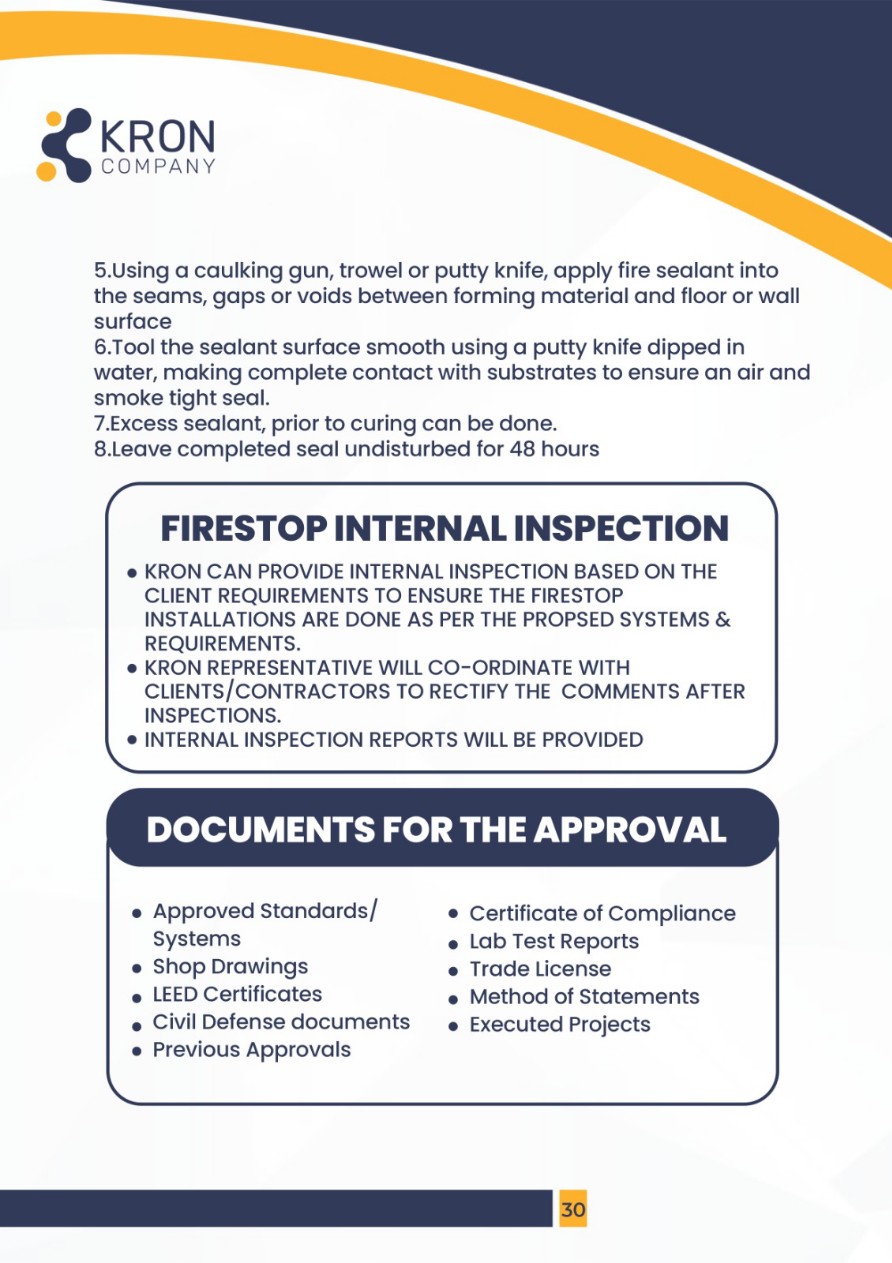 KRON
COMPANY
5.Using a caulking gun, trowel or putty knife, apply fire sealant into
the seams, gaps or voids between forming material and floor or wall
surface
6.Tool the sealant surface smooth using a putty knife dipped in
water, making complete contact with substrates to ensure an air and
smoke tight seal.
7.Excess sealant, prior to curing can be done.
8.Leave completed seal undisturbed for 48 hours
FIRESTOP INTERNAL INSPECTION
• KRON CAN PROVIDE INTERNAL INSPECTION BASED ON THE
CLIENT REQUIREMENTS TO ENSURE THE FIRESTOP
INSTALLATIONS ARE DONE AS PER THE PROPSED SYSTEMS &
REQUIREMENTS.
• KRON REPRESENTATIVE WILL CO-ORDINATE WITH
CLIENTS/CONTRACTORS TO RECTIFY THE COMMENTS AFTER
INSPECTIONS.
• INTERNAL INSPECTION REPORTS WILL BE PROVIDED
DOCUMENTS FOR THE APPROVAL
• Approved Standards/
Systems
• Shop Drawings
• LEED Certificates
• Civil Defense documents
• Previous Approvals
• Certificate of Compliance
• Lab Test Reports
• Trade License
• Method of Statements
• Executed Projects
30